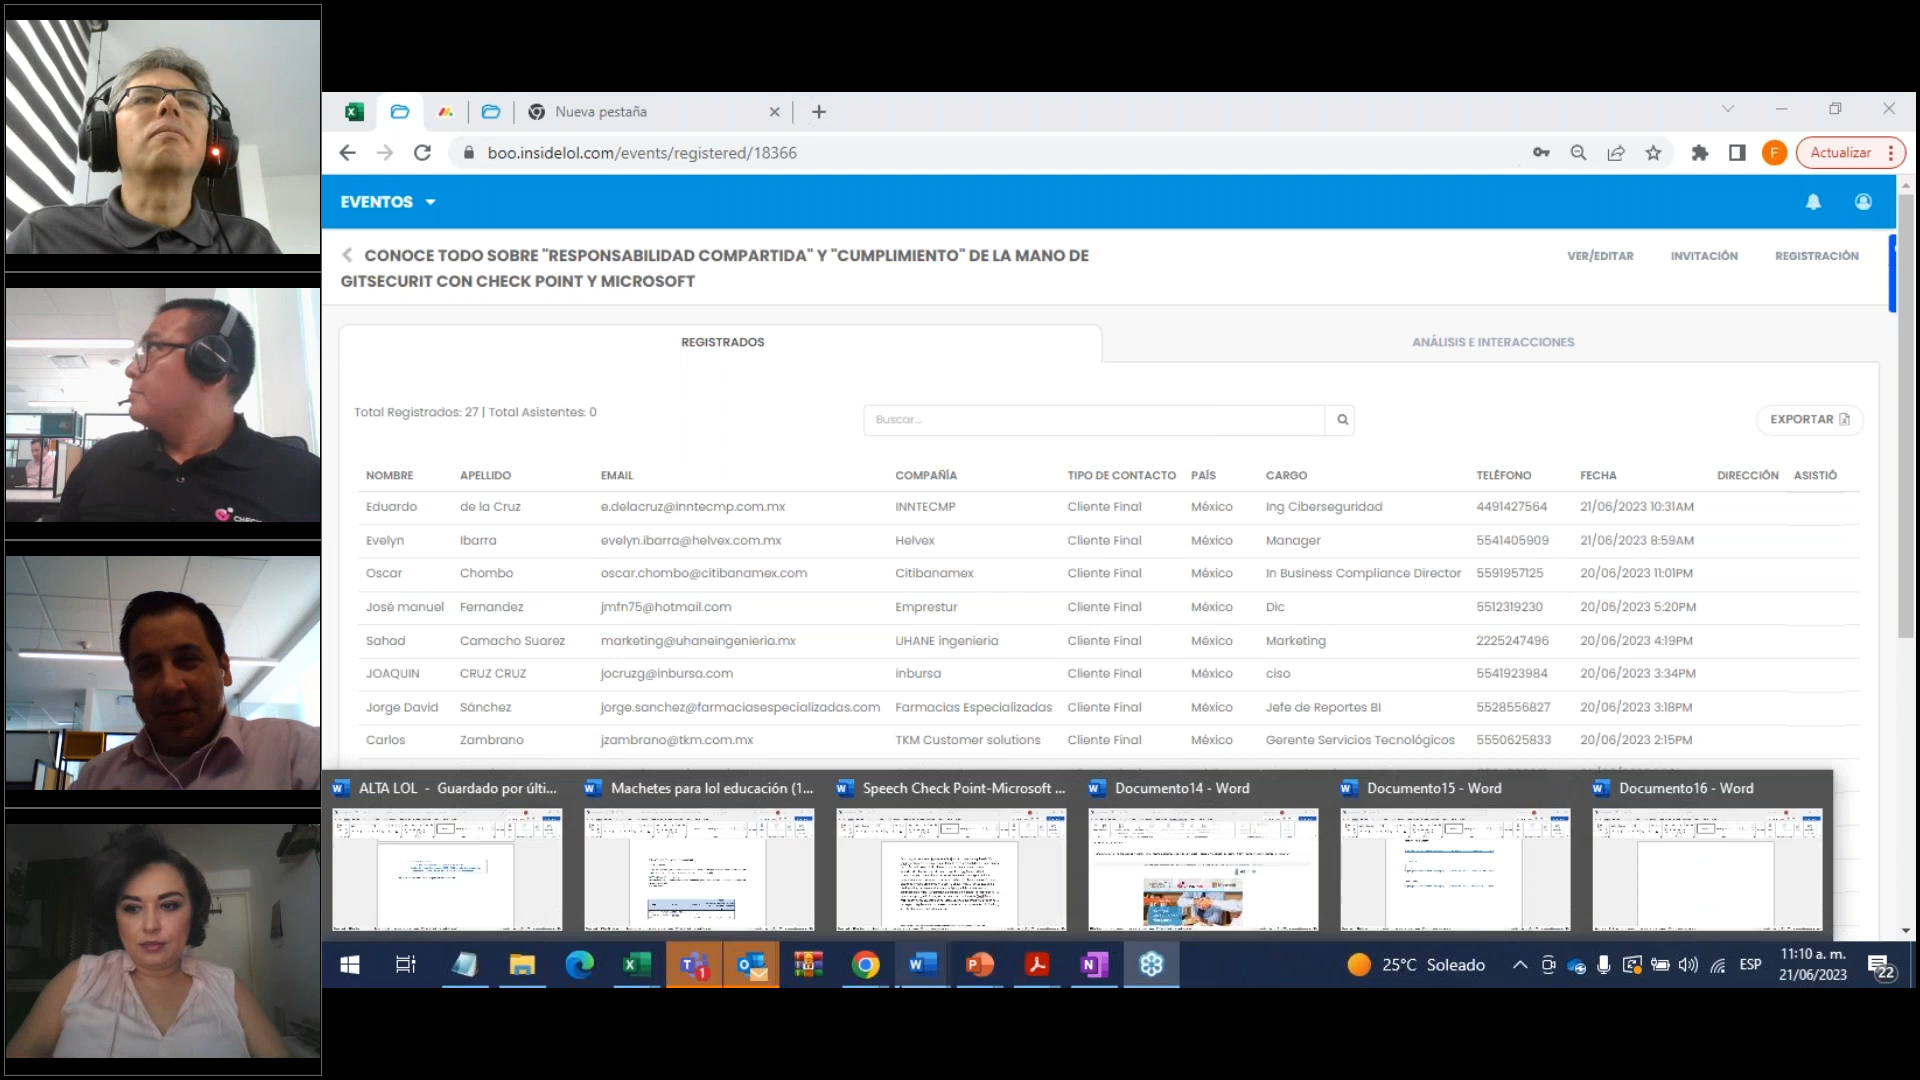 Nueva pestaña
boo.insidelol.com/events/registered/18366
F
Actualizar
EVENTOS
CONOCE TODO SOBRE "RESPONSABILIDAD COMPARTIDA" Y "CUMPLIMIENTO" DE LA MANO DE
GITSECURIT CON CHECK POINT Y MICROSOFT
VER/EDITAR INVITACIÓN REGISTRACIÓN
REGISTRADOS ANÁLISIS E INTERACCIONES
Total Registrados: 27 | Total Asistentes: 0
Buscar...
EXPORTAR
NOMBRE APELLIDO EMAIL COMPAÑÍA TIPO DE CONTACTO PAÍS CARGO TELÉFONO FECHA DIRECCIÓN ASISTIÓ
Eduardo de la Cruz e.delacruz@inntecmp.com.mx INNTECMP Cliente Final México Ing Ciberseguridad 4491427564 21/06/2023 10:31AM
Evelyn Ibarra evelyn.ibarra@helvex.com.mx Helvex Cliente Final México Manager 5541405909 21/06/2023 8:59AM
Oscar Chombo oscar.chombo@citibanamex.com Citibanamex Cliente Final México In Business Compliance Director 5591957125 20/06/2023 11:01PM
José manuel Fernandez jmfn75@hotmail.com Emprestur Cliente Final México Dic 5512319230 20/06/2023 5:20PM
Sahad Camacho Suarez marketing@uhaneingenieria.mx UHANE ingenieria Cliente Final México Marketing 2225247496 20/06/2023 4:19PM
JOAQUIN CRUZ CRUZ jocruzg@inbursa.com inbursa Cliente Final México ciso 5541923984 20/06/2023 3:34PM
Jorge David Sánchez jorge.sanchez@farmaciasespecializadas.com Farmacias Especializadas Cliente Final México Jefe de Reportes BI 5528556827 20/06/2023 3:18PM
Carlos Zambrano jzambrano@tkm.com.mx TKM Customer solutions Cliente Final México Gerente Servicios Tecnológicos 5550625833 20/06/2023 2:15PM
ALTA LOL - Guardado por últi... Machetes para lol educación (1... Speech Check Point-Microsoft ... Documento14 - Word Documento15 - Word Documento16 - Word
25°C Soleado
ESP
11:10 a. m.
21/06/2023
22